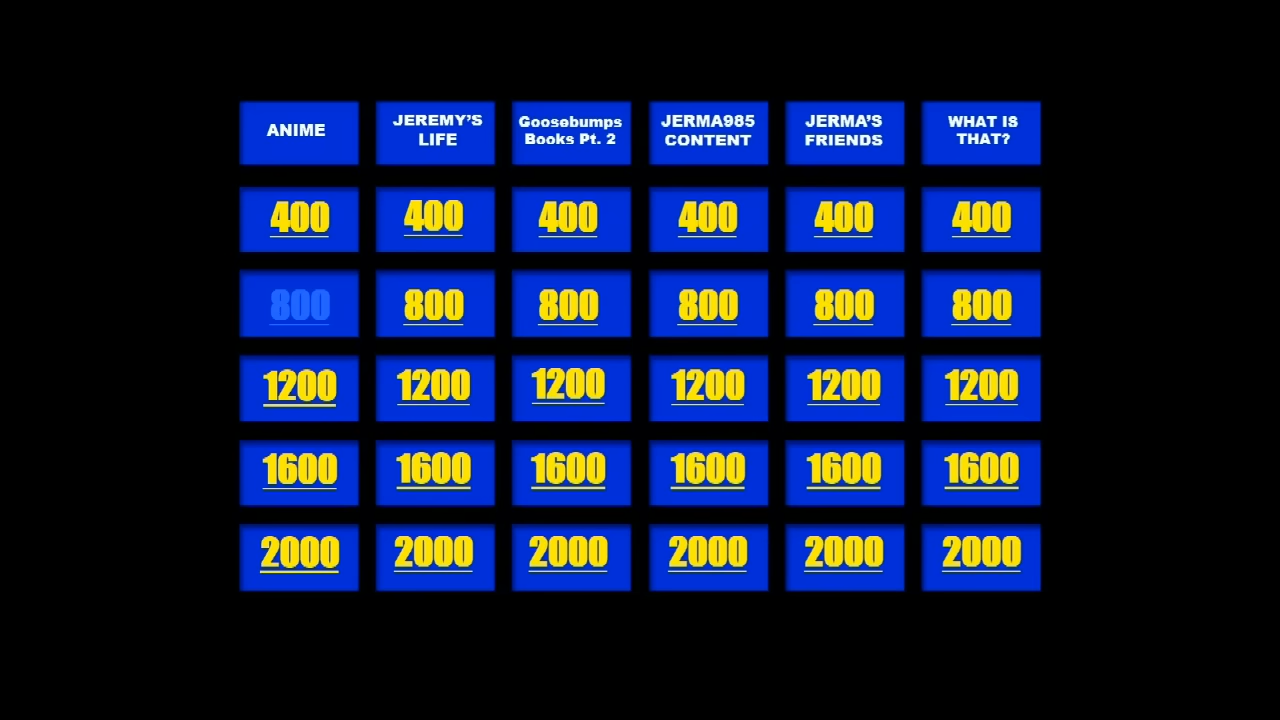 ANIME
JEREMY'S
LIFE
Goosebumps
Books Pt. 2
JERMA985
CONTENT
JERMA'S
FRIENDS
WHAT IS
THAT?
400 400 400 400 400 400
800 800 800 800 800 800
1200 1200 1200 1200 1200 1200
1600 1600 1600 1600 1600 1600
2000 2000 2000 2000 2000 2000